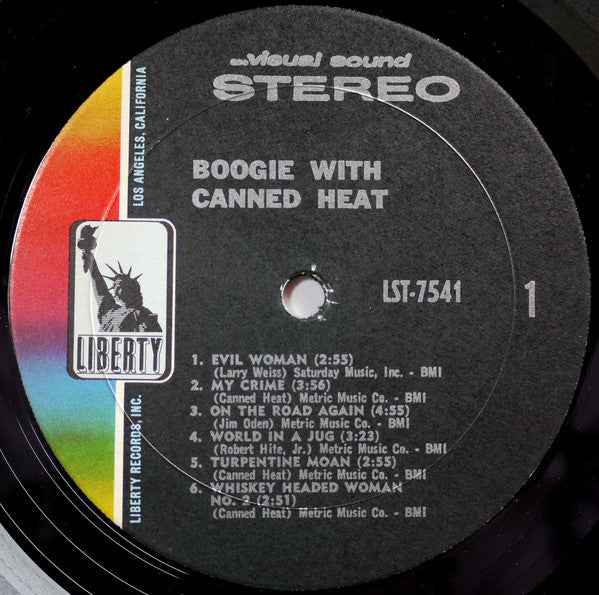 ...visual sound
STEREO
BOOGIE WITH
CANNED HEAT
LST-7541
1
LIBERTY
LOS ANGELES, CALIFORNIA
LIBERTY RECORDS, INC.
1. EVIL WOMAN (2:55)
(Larry Weiss) Saturday Music, Inc. - BMI
2. MY CRIME (3:56)
(Canned Heat) Metric Music Co. - BMI
3. ON THE ROAD AGAIN (4:55)
(Jim Oden) Metric Music Co. - BMI
4. WORLD IN A JUG (3:23)
(Robert Hite, Jr.) Metric Music Co. - BMI
5. TURPENTINE MOAN (2:55)
(Canned Heat) Metric Music Co. - BMI
6. WHISKEY HEADED WOMAN
NO. 2 (2:51)
(Canned Heat) Metric Music Co. - BMI